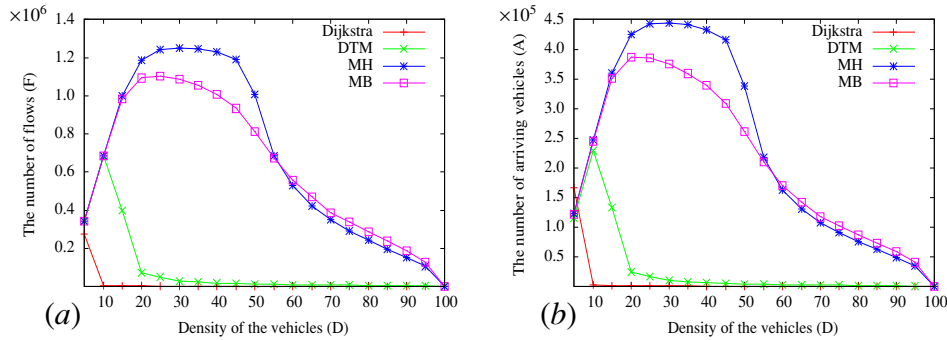 ×10⁶
1.4
1.2
1.0
0.8
0.6
0.4
0.2
10 20 30 40 50 60 70 80 90 100
The number of flows (F)
Density of the vehicles (D)
Dijkstra
DTM
MH
MB
(a)
×10⁵
4.5
4.0
3.5
3.0
2.5
2.0
1.5
1.0
0.5
10 20 30 40 50 60 70 80 90 100
The number of arriving vehicles (A)
Density of the vehicles (D)
Dijkstra
DTM
MH
MB
(b)